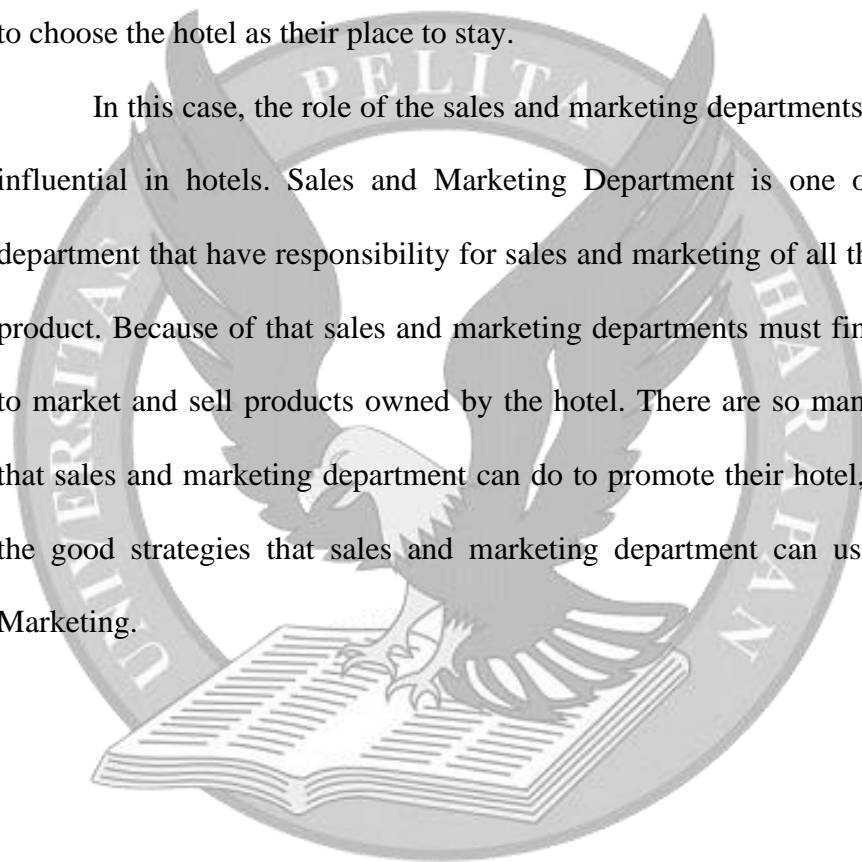 to choose the hotel as their place to stay.
In this case, the role of the sales and marketing departments
influential in hotels. Sales and Marketing Department is one
department that have responsibility for sales and marketing of all
product. Because of that sales and marketing departments must
to market and sell products owned by the hotel. There are so
that sales and marketing department can do to promote their hotel,
the good strategies that sales and marketing department can
Marketing.
UNIVERSITAS PELITA HARAPAN